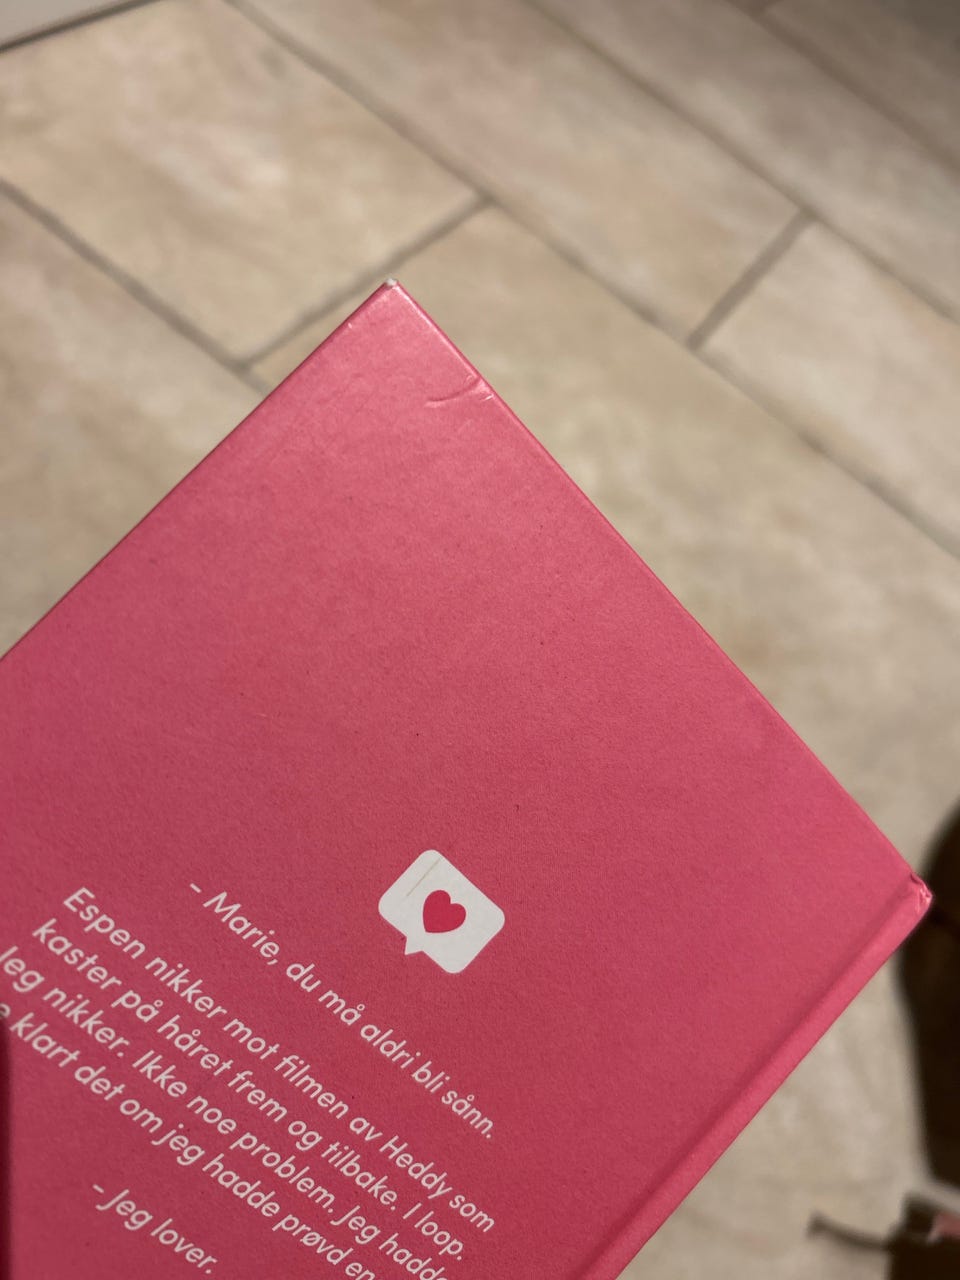 - Marie, du må aldri bli sånn.
Espen nikker mot filmen av Heddy som
kaster på håret frem og tilbake. I loop.
Jeg nikker. Ikke noe problem. Jeg hadde
klart det om jeg hadde prøvd en
- Jeg lover.